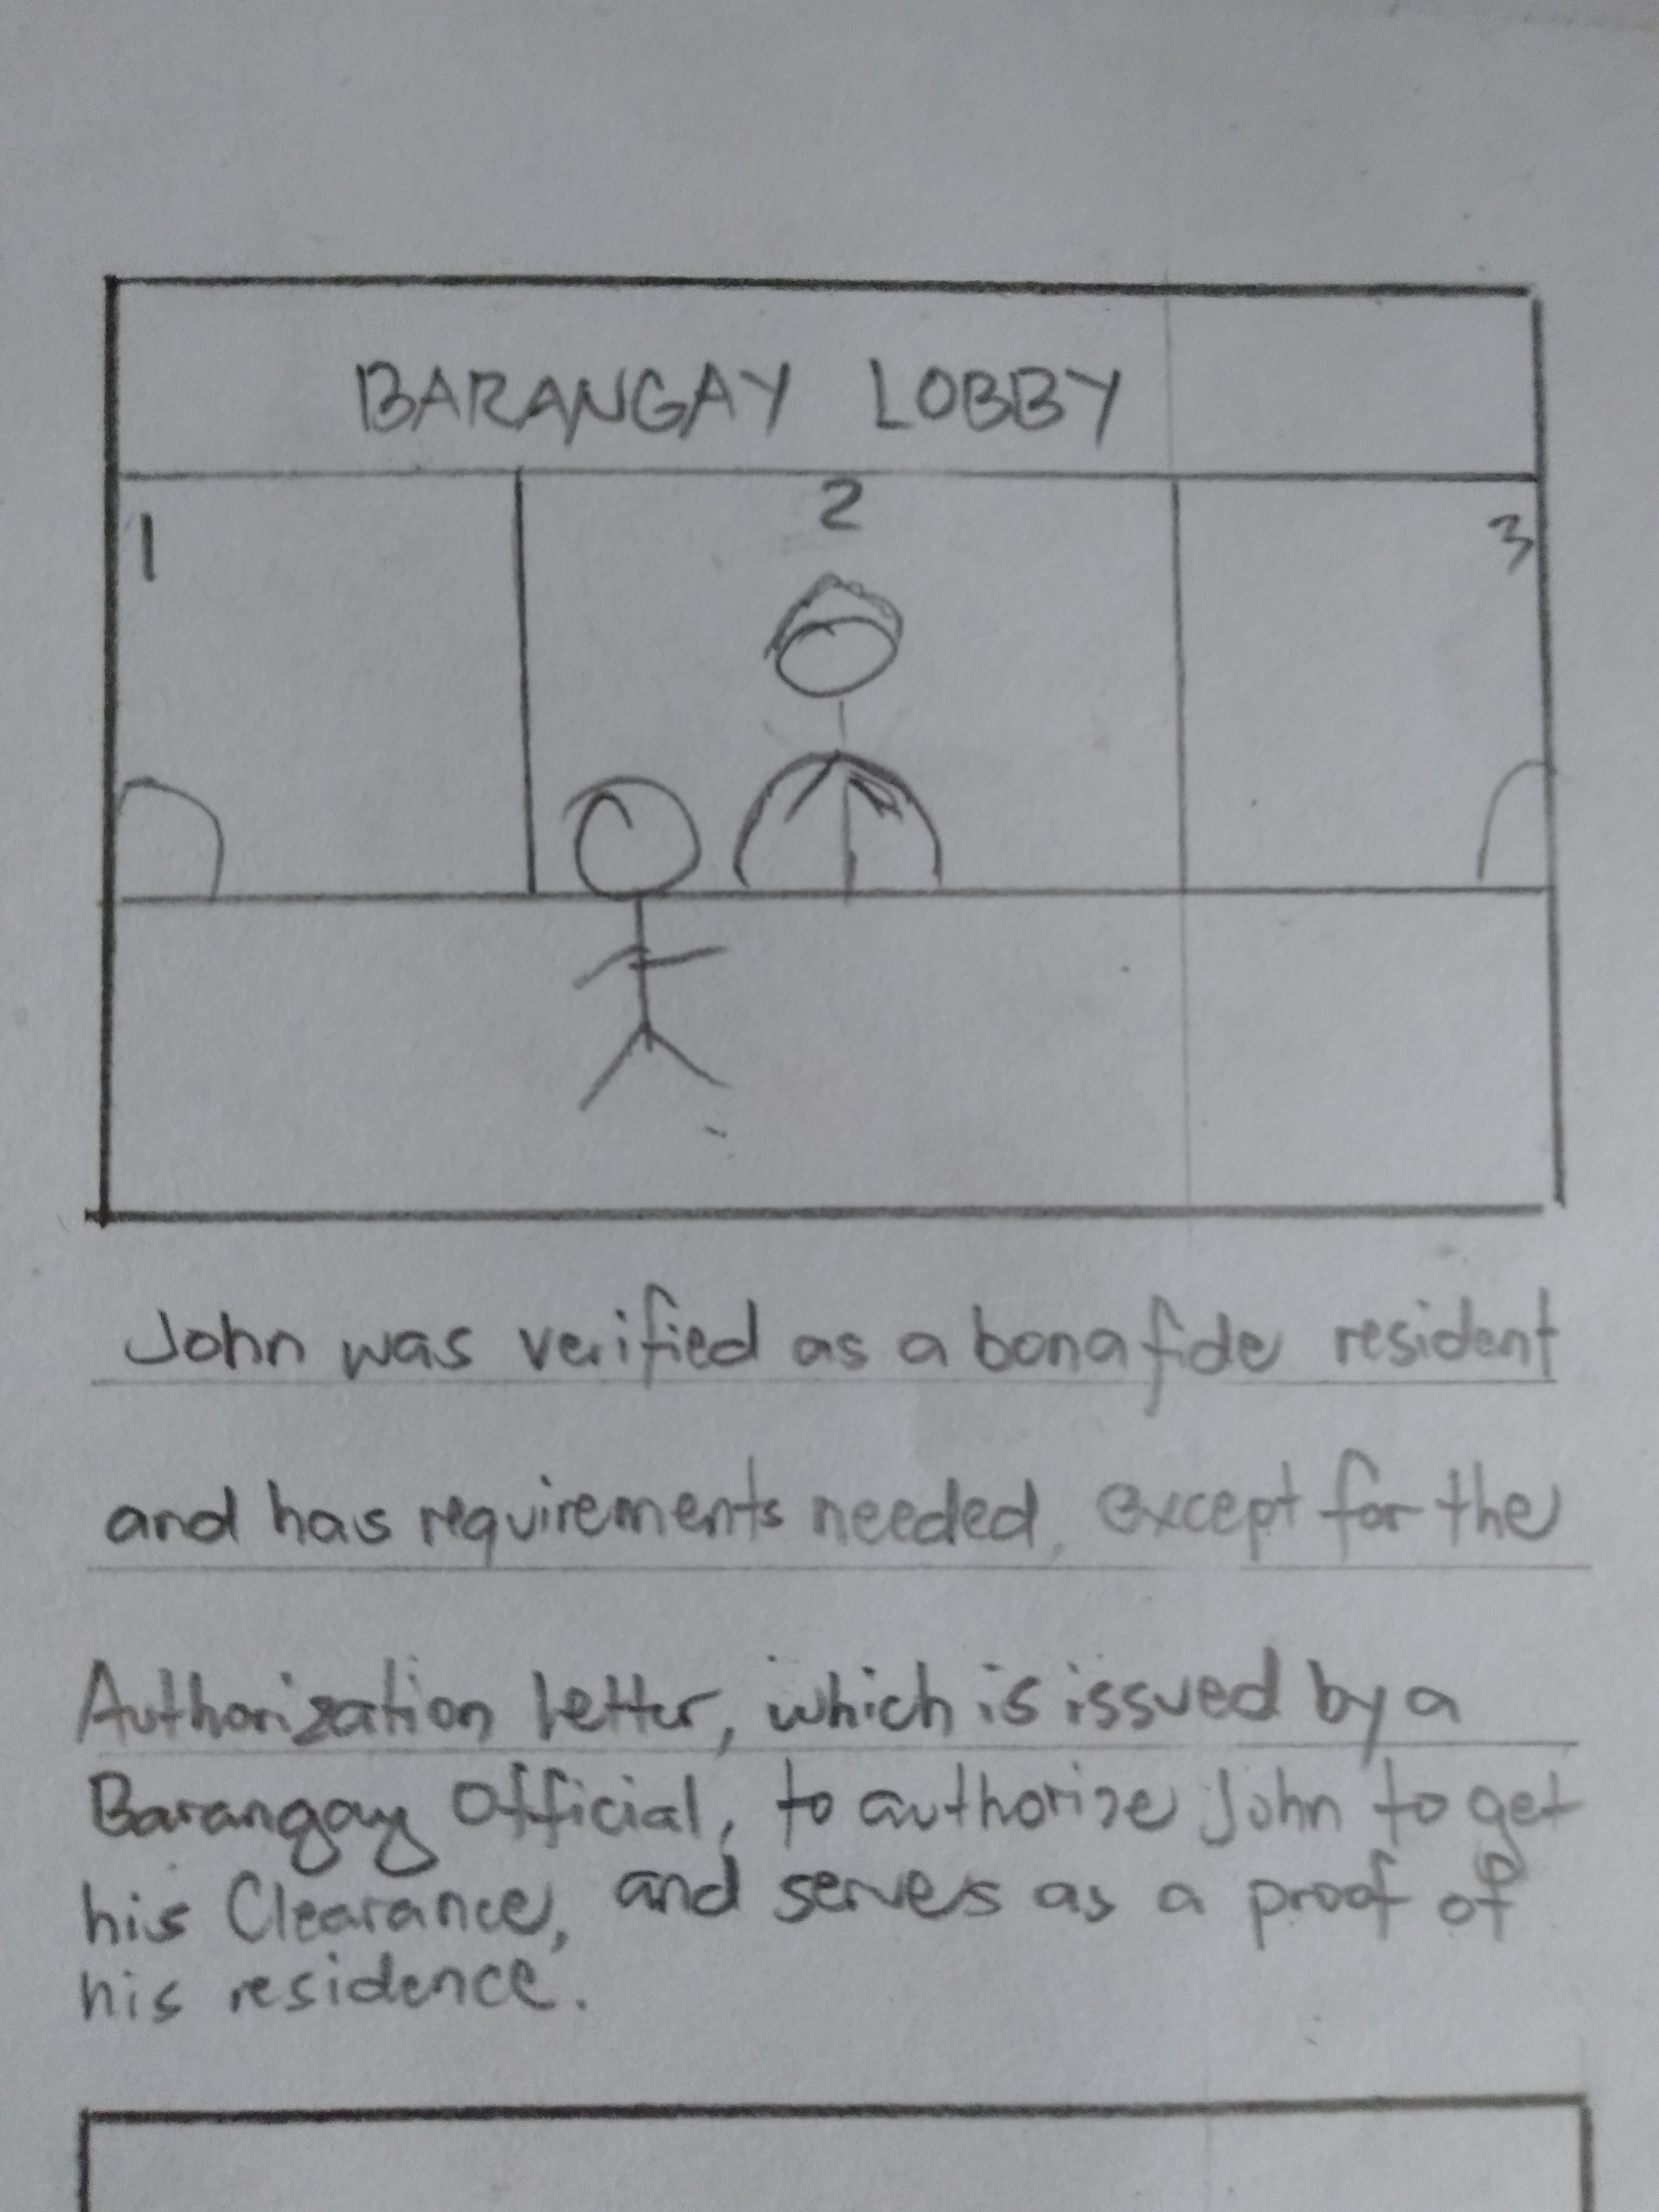 BARANGAY LOBBY
1 2 3
John was verified as a bonafide resident
and has requirements needed, except for the
Authorization letter, which is issued by a
Barangay Official, to authorize John to get
his Clearance, and serves as a proof of
his residence.